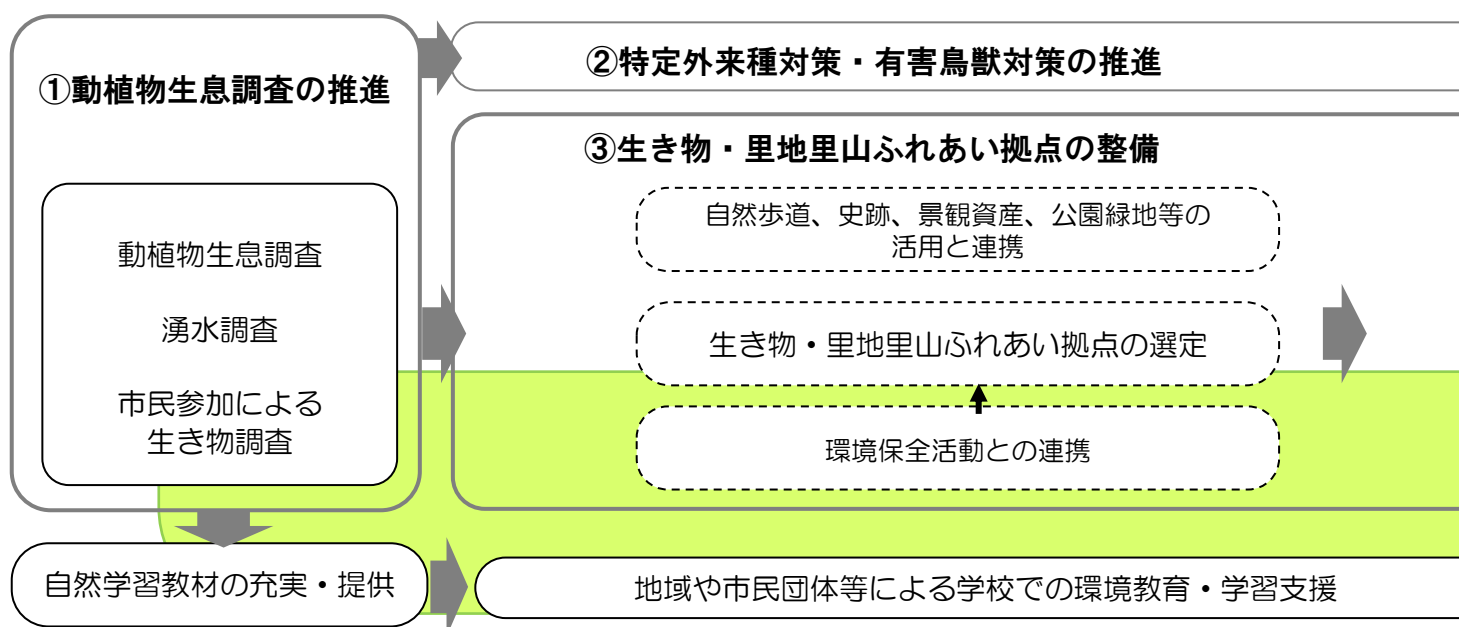 ①動植物生息調査の推進
動植物生息調査
湧水調査
市民参加による
生き物調査
②特定外来種対策・有害鳥獣対策の推進
③生き物・里地里山ふれあい拠点の整備
自然歩道、史跡、景観資産、公園緑地等の
活用と連携
生き物・里地里山ふれあい拠点の選定
環境保全活動との連携
自然学習教材の充実・提供
地域や市民団体等による学校での環境教育・学習支援